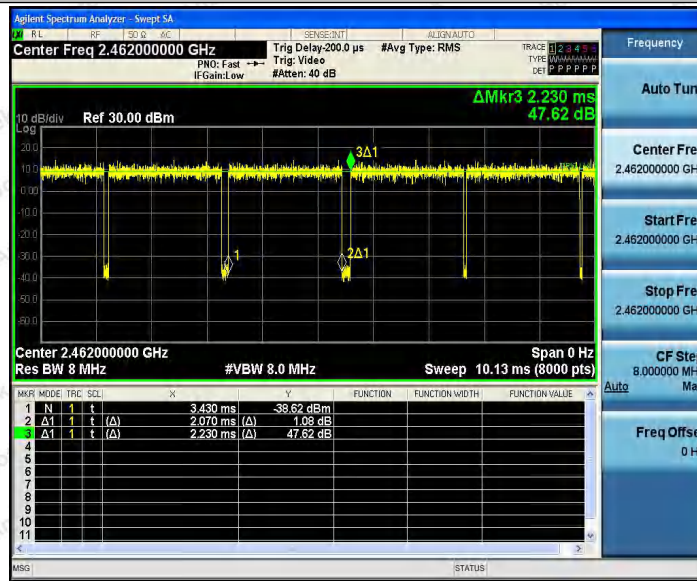 Agilent Spectrum Analyzer - Swept SA
LXI RL RF 50 Ω AC SENSE:INT ALIGNAUTO
Center Freq 2.462000000 GHz
PNO: Fast
IFGain:Low
Trig Delay-200.0 µs
Trig: Video
#Atten: 40 dB
#Avg Type: RMS
TRACE 1 2 3 4 5 6
TYPE WWWWWW
DET P P P P P P
ΔMkr3 2.230 ms
47.62 dB
10 dB/div Ref 30.00 dBm
Log
20.0
10.0
0.00
-10.0
-20.0
-30.0
-40.0
-50.0
-60.0
3Δ1
1
2Δ1
Center 2.462000000 GHz Span 0 Hz
Res BW 8 MHz #VBW 8.0 MHz Sweep 10.13 ms (8000 pts)
MKR MODE TRC SCL X Y FUNCTION FUNCTION WIDTH FUNCTION VALUE
1 N 1 t 3.430 ms -38.62 dBm
2 Δ1 1 t (Δ) 2.070 ms (Δ) 1.08 dB
3 Δ1 1 t (Δ) 2.230 ms (Δ) 47.62 dB
4
5
6
7
8
9
10
11
MSG STATUS
Frequency
Auto Tun
Center Fre
2.462000000 GH
Start Fre
2.462000000 GH
Stop Fre
2.462000000 GH
CF Ste
8.000000 MH
Auto Ma
Freq Offse
0 H